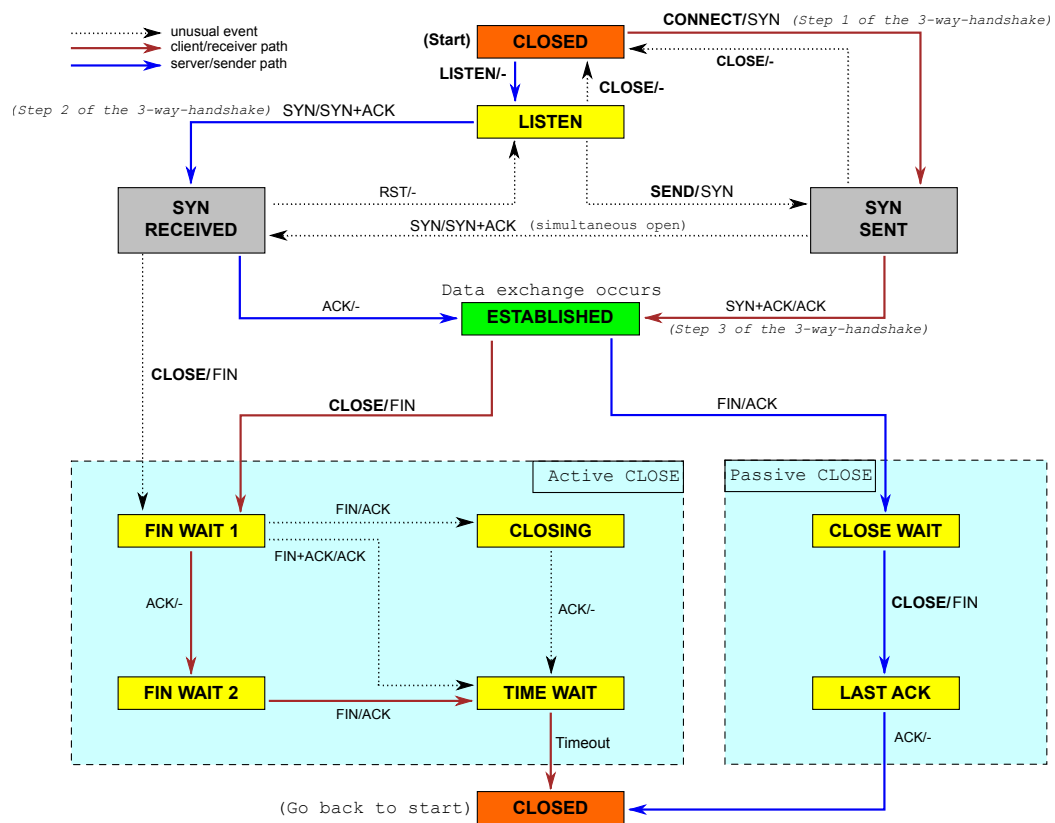 unusual event
client/receiver path
server/sender path
CONNECT/SYN (Step 1 of the 3-way-handshake)
(Start) CLOSED
CLOSE/-
LISTEN/-
CLOSE/-
(Step 2 of the 3-way-handshake) SYN/SYN+ACK
LISTEN
RST/-
SEND/SYN
SYN
RECEIVED
SYN
SENT
SYN/SYN+ACK (simultaneous open)
Data exchange occurs
ACK/-
ESTABLISHED
SYN+ACK/ACK
(Step 3 of the 3-way-handshake)
CLOSE/FIN
CLOSE/FIN
FIN/ACK
Active CLOSE
Passive CLOSE
FIN WAIT 1
FIN/ACK
CLOSING
CLOSE WAIT
FIN+ACK/ACK
ACK/-
ACK/-
CLOSE/FIN
FIN WAIT 2
FIN/ACK
TIME WAIT
LAST ACK
Timeout
ACK/-
(Go back to start) CLOSED